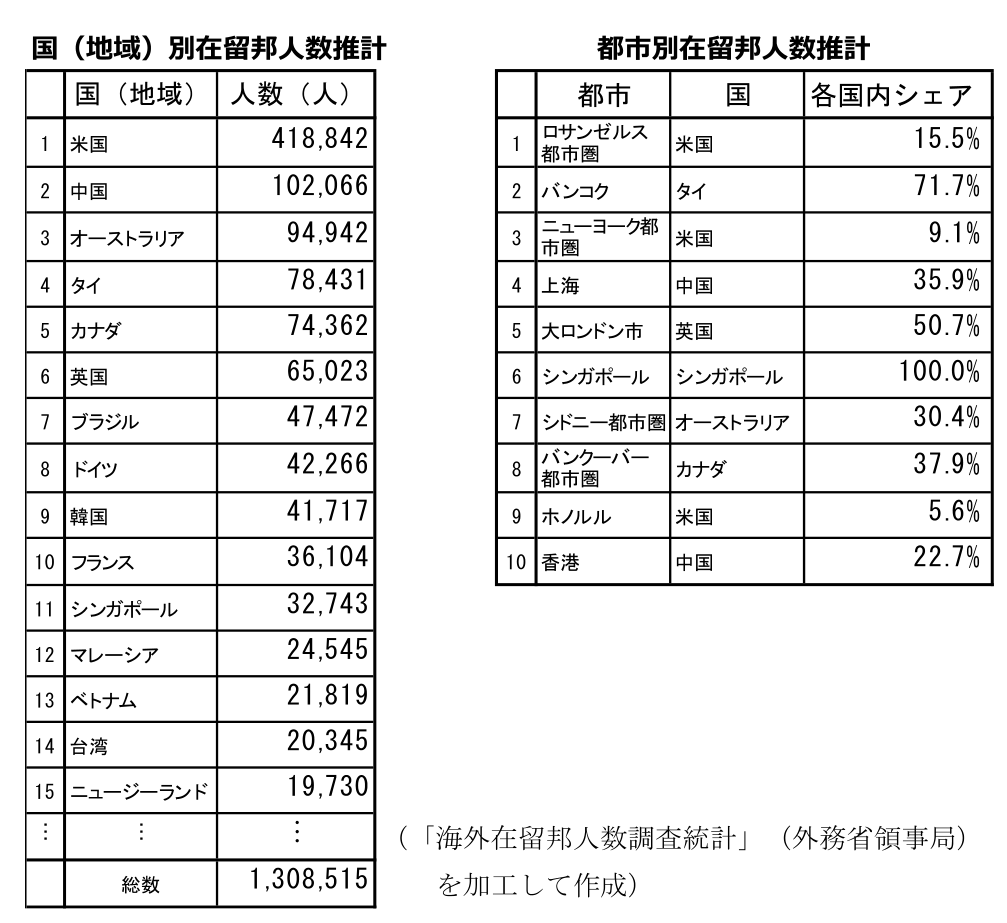 国（地域）別在留邦人数推計
国（地域） 人数（人）
1 米国 418,842
2 中国 102,066
3 オーストラリア 94,942
4 タイ 78,431
5 カナダ 74,362
6 英国 65,023
7 ブラジル 47,472
8 ドイツ 42,266
9 韓国 41,717
10 フランス 36,104
11 シンガポール 32,743
12 マレーシア 24,545
13 ベトナム 21,819
14 台湾 20,345
15 ニュージーランド 19,730
⋮ ⋮ ⋮
総数 1,308,515
都市別在留邦人数推計
都市 国 各国内シェア
1 ロサンゼルス
都市圏 米国 15.5%
2 バンコク タイ 71.7%
3 ニューヨーク都
市圏 米国 9.1%
4 上海 中国 35.9%
5 大ロンドン市 英国 50.7%
6 シンガポール シンガポール 100.0%
7 シドニー都市圏 オーストラリア 30.4%
8 バンクーバー
都市圏 カナダ 37.9%
9 ホノルル 米国 5.6%
10 香港 中国 22.7%
（「海外在留邦人数調査統計」（外務省領事局）
を加工して作成）